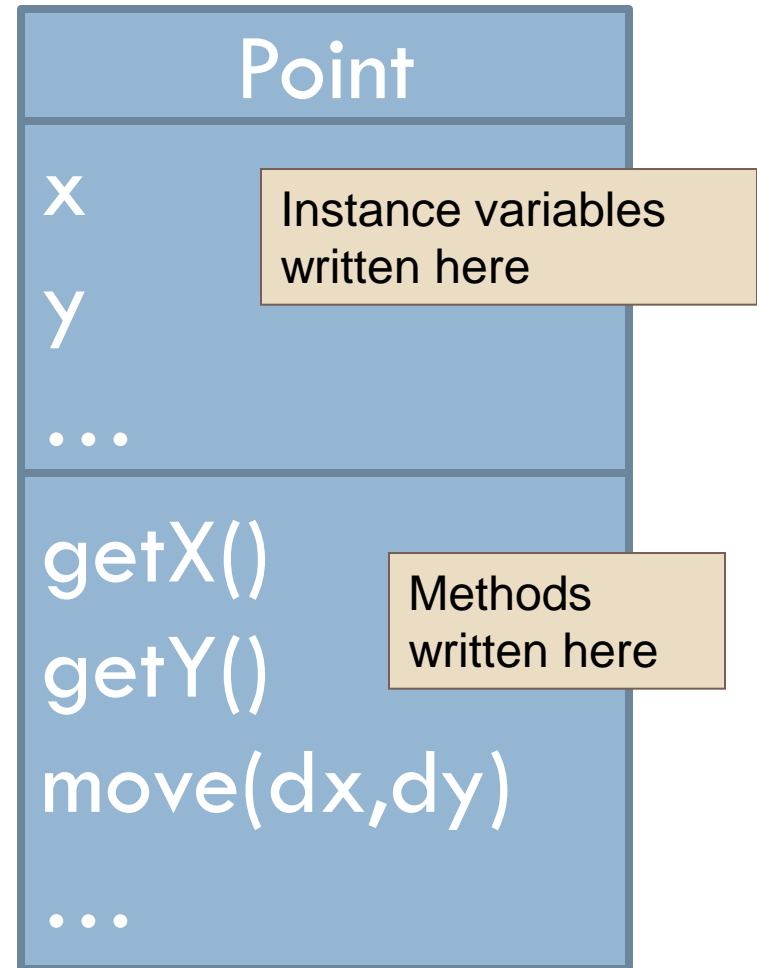 Point
x
Instance variables
written here
y
...
getX()
Methods
written here
getY()
move(dx,dy)
...